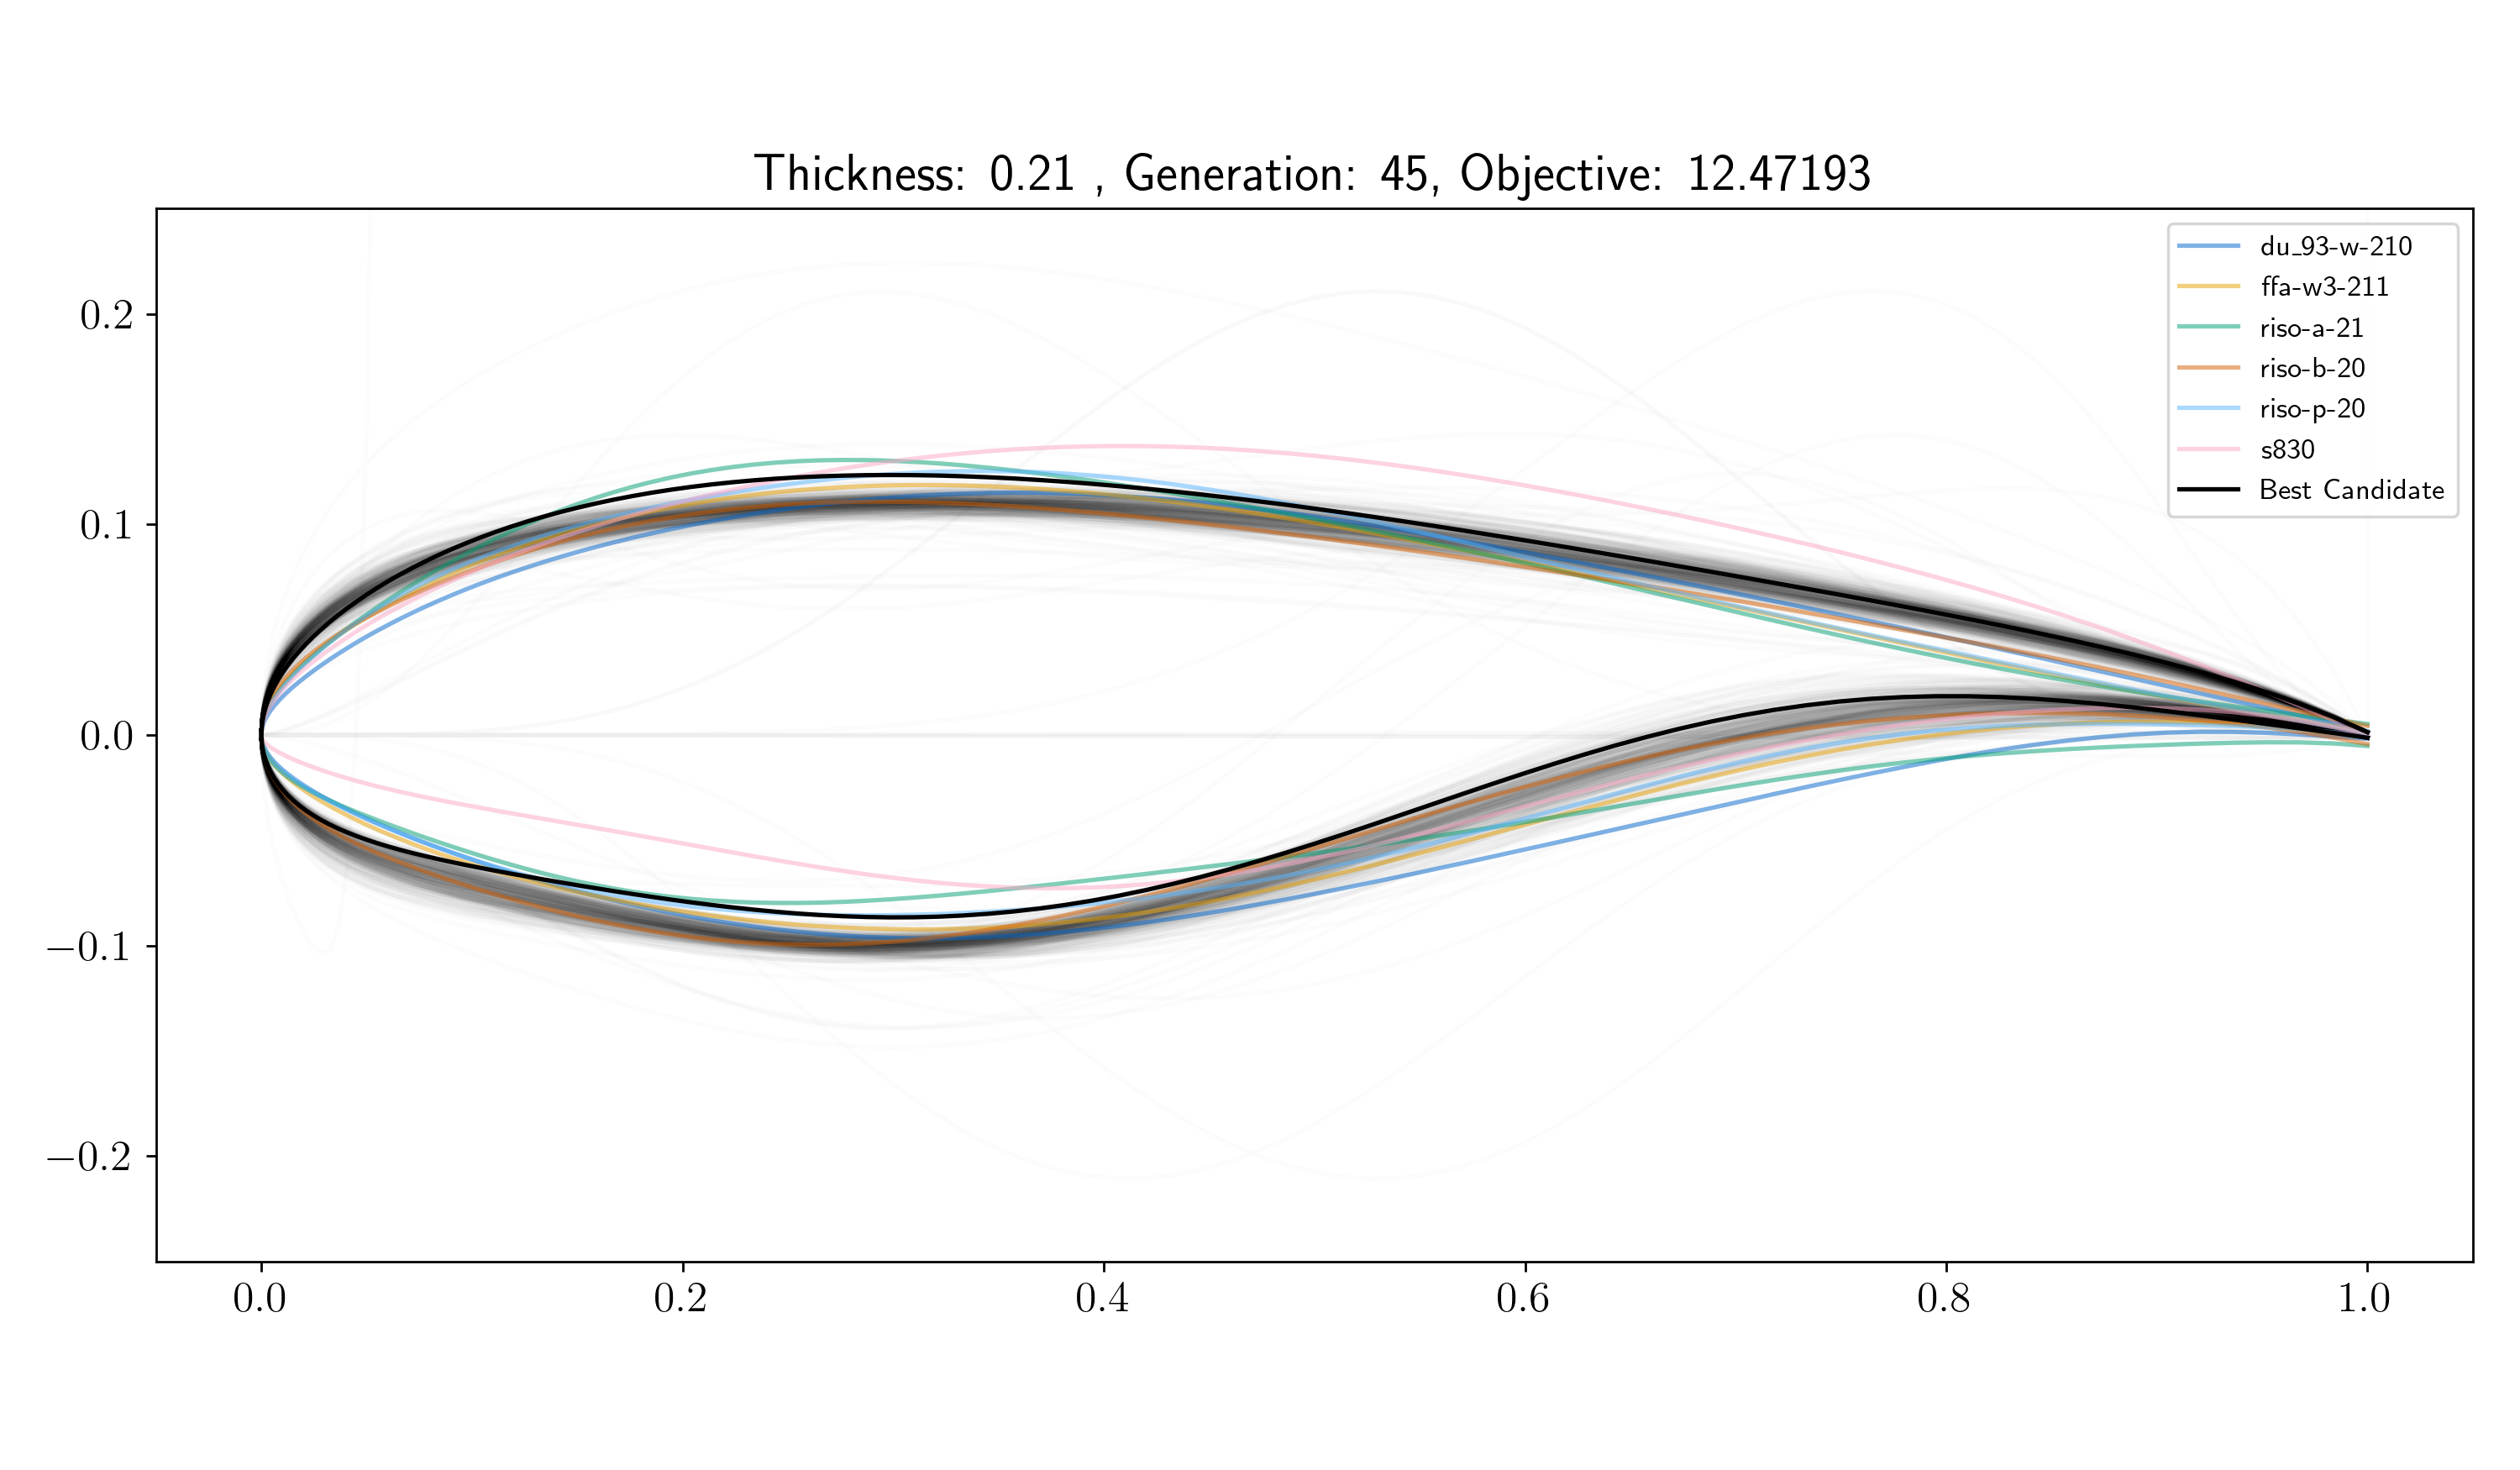 Thickness: 0.21 , Generation: 45, Objective: 12.47193
du_93-w-210
ffa-w3-211
riso-a-21
riso-b-20
riso-p-20
s830
Best Candidate
0.2
0.1
0.0
−0.1
−0.2
0.0 0.2 0.4 0.6 0.8 1.0